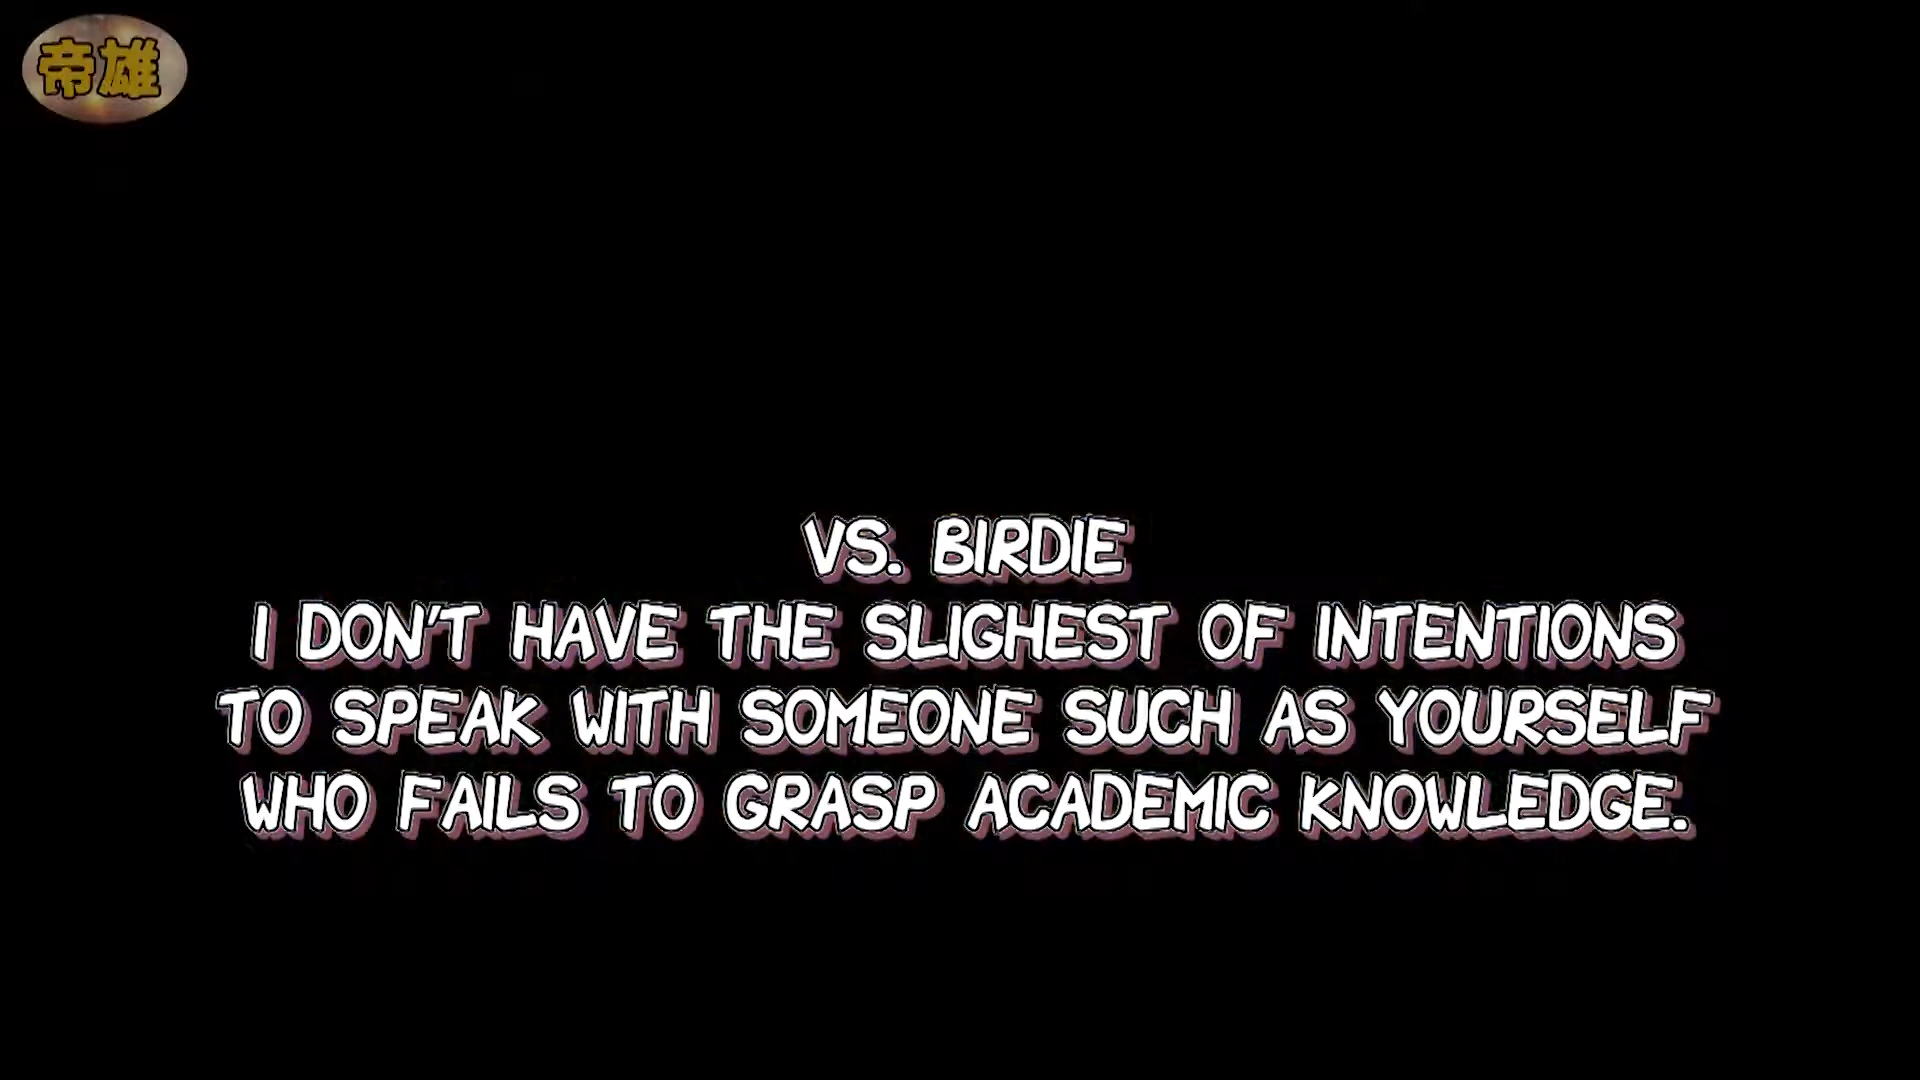 帝雄
VS. BIRDIE
I DON'T HAVE THE SLIGHEST OF INTENTIONS
TO SPEAK WITH SOMEONE SUCH AS YOURSELF
WHO FAILS TO GRASP ACADEMIC KNOWLEDGE.